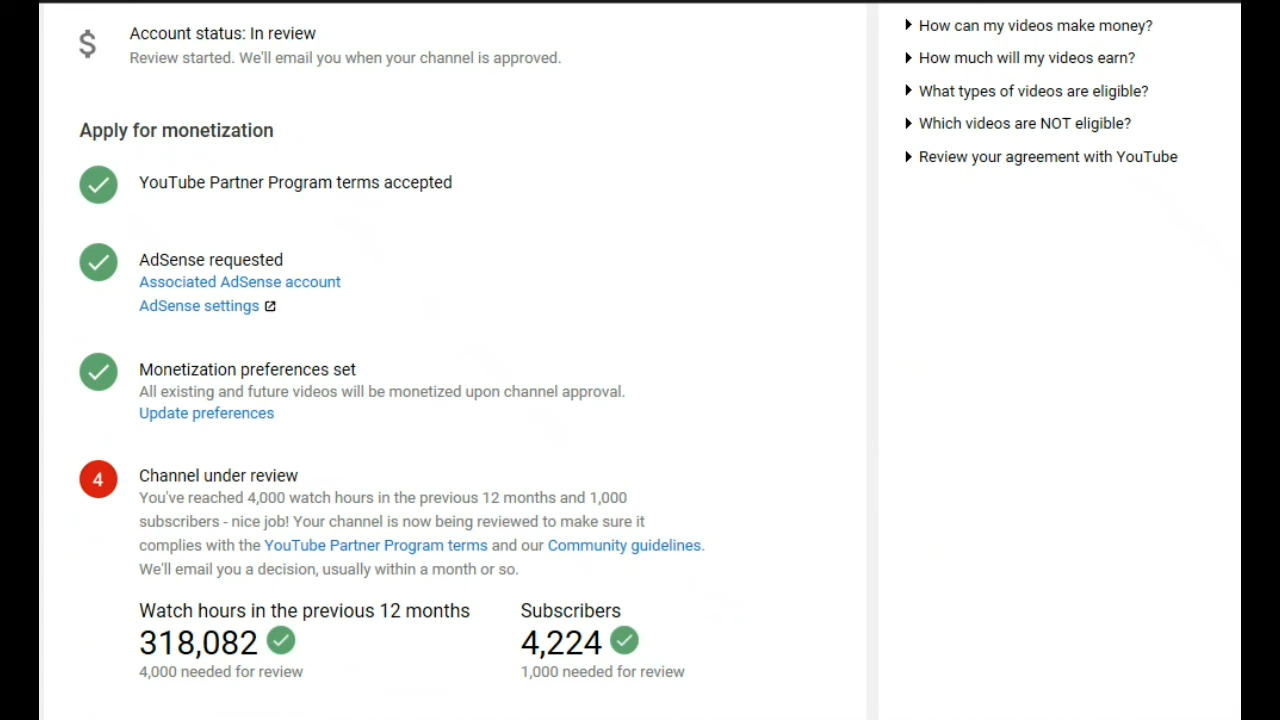 Account status: In review
Review started. We'll email you when your channel is approved.
Apply for monetization
YouTube Partner Program terms accepted
AdSense requested
Associated AdSense account
AdSense settings
Monetization preferences set
All existing and future videos will be monetized upon channel approval.
Update preferences
4
Channel under review
You've reached 4,000 watch hours in the previous 12 months and 1,000
subscribers - nice job! Your channel is now being reviewed to make sure it
complies with the YouTube Partner Program terms and our Community guidelines.
We'll email you a decision, usually within a month or so.
Watch hours in the previous 12 months
318,082
4,000 needed for review
Subscribers
4,224
1,000 needed for review
How can my videos make money?
How much will my videos earn?
What types of videos are eligible?
Which videos are NOT eligible?
Review your agreement with YouTube